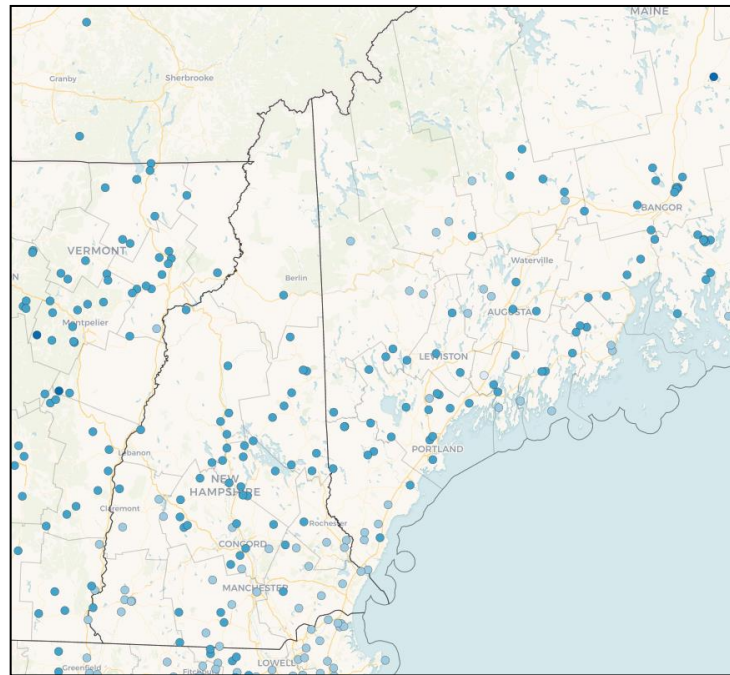 MAINE
Granby
Sherbrooke
BANGOR
VERMONT
N
Waterville
Berlin
Montpelier
AUGUSTA
LEWISTON
PORTLAND
Lebanon
NEW
HAMPSHIRE
Claremont
Rochester
CONCORD
MANCHESTER
LOWELL
Greenfield
Fitchbu